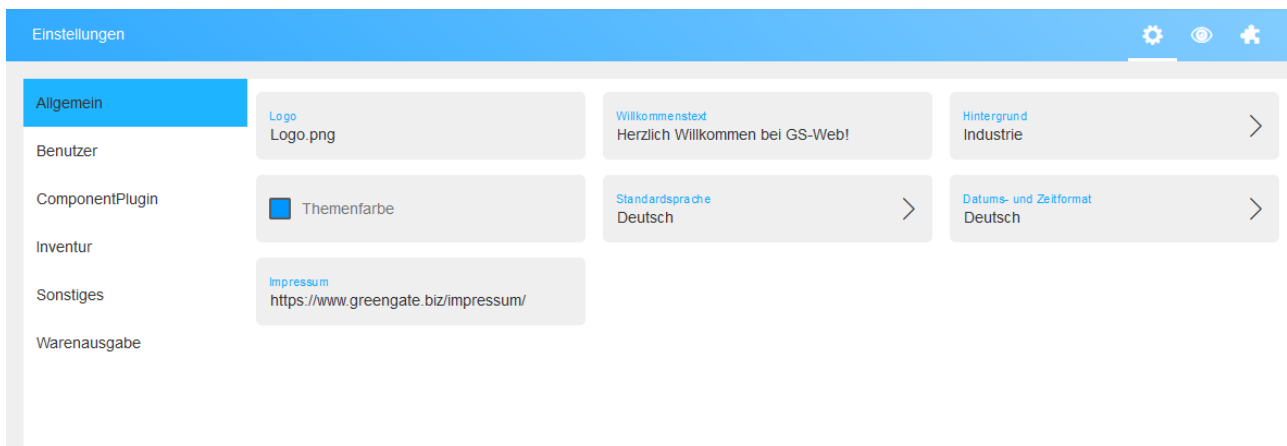 Einstellungen
Allgemein
Benutzer
ComponentPlugin
Inventur
Sonstiges
Warenausgabe
Logo
Logo.png
Willkommenstext
Herzlich Willkommen bei GS-Web!
Hintergrund
Industrie
Themenfarbe
Standardsprache
Deutsch
Datums- und Zeitformat
Deutsch
Impressum
https://www.greengate.biz/impressum/